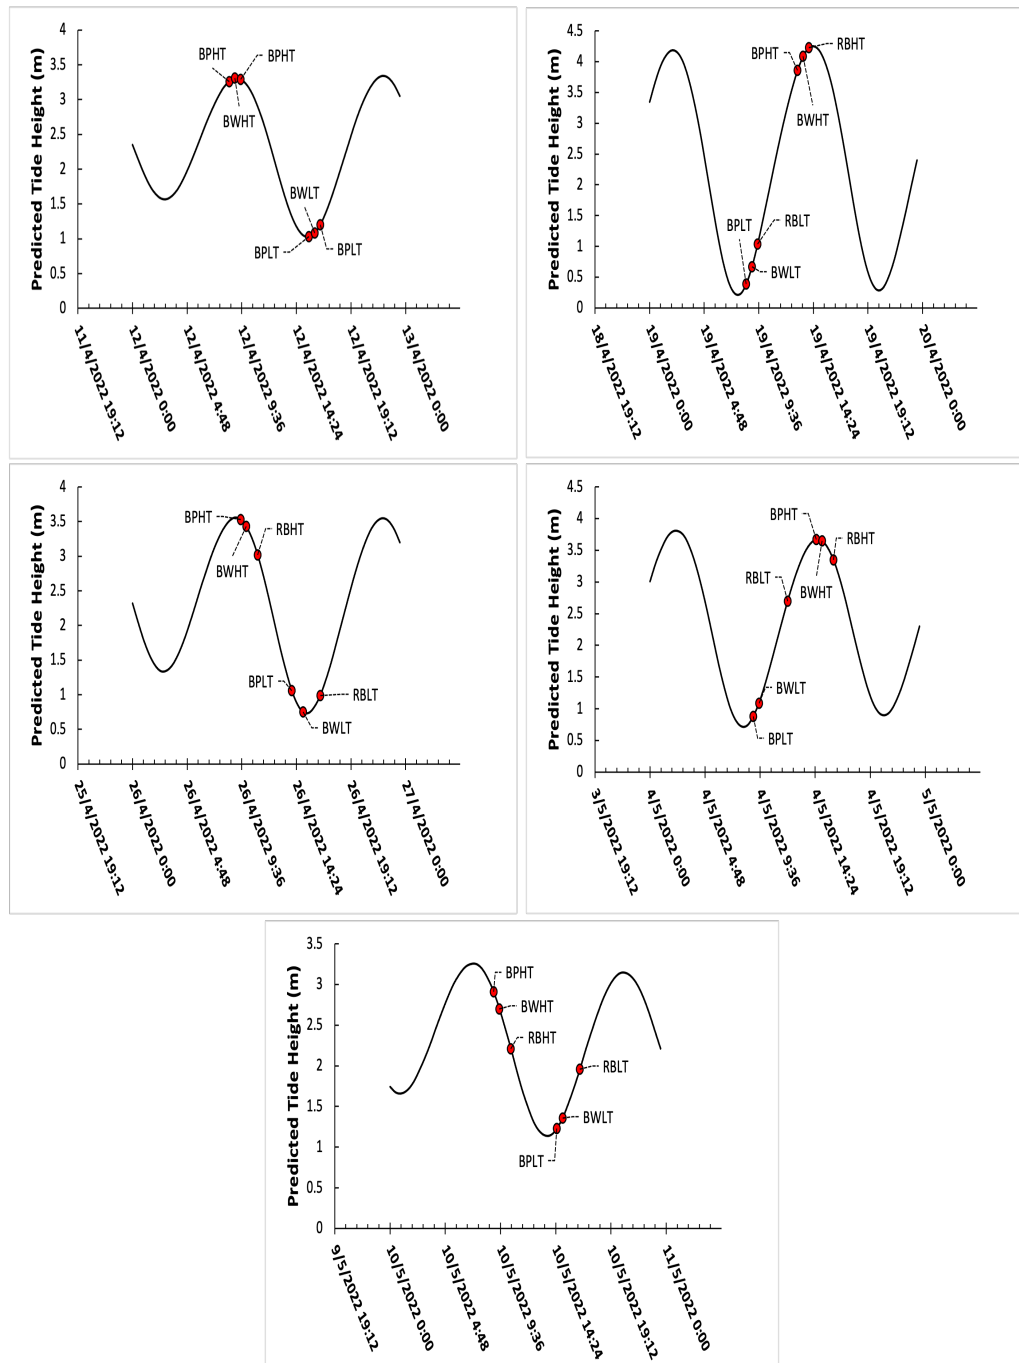 Predicted Tide Height (m)
4
3.5
3
2.5
2
1.5
1
0.5
0
BPHT
BPHT
BWHT
BWLT
BPLT
BPLT
11/4/2022 19:12
12/4/2022 0:00
12/4/2022 4:48
12/4/2022 9:36
12/4/2022 14:24
12/4/2022 19:12
13/4/2022 0:00
Predicted Tide Height (m)
4.5
4
3.5
3
2.5
2
1.5
1
0.5
0
RBHT
BPHT
BWHT
BPLT
RBLT
BWLT
18/4/2022 19:12
19/4/2022 0:00
19/4/2022 4:48
19/4/2022 9:36
19/4/2022 14:24
19/4/2022 19:12
20/4/2022 0:00
Predicted Tide Height (m)
4
3.5
3
2.5
2
1.5
1
0.5
0
BPHT
RBHT
BWHT
BPLT
RBLT
BWLT
25/4/2022 19:12
26/4/2022 0:00
26/4/2022 4:48
26/4/2022 9:36
26/4/2022 14:24
26/4/2022 19:12
27/4/2022 0:00
Predicted Tide Height (m)
4.5
4
3.5
3
2.5
2
1.5
1
0.5
0
BPHT
RBHT
RBLT
BWHT
BWLT
BPLT
3/5/2022 19:12
4/5/2022 0:00
4/5/2022 4:48
4/5/2022 9:36
4/5/2022 14:24
4/5/2022 19:12
5/5/2022 0:00
Predicted Tide Height (m)
3.5
3
2.5
2
1.5
1
0.5
0
BPHT
BWHT
RBHT
RBLT
BWLT
BPLT
9/5/2022 19:12
10/5/2022 0:00
10/5/2022 4:48
10/5/2022 9:36
10/5/2022 14:24
10/5/2022 19:12
11/5/2022 0:00